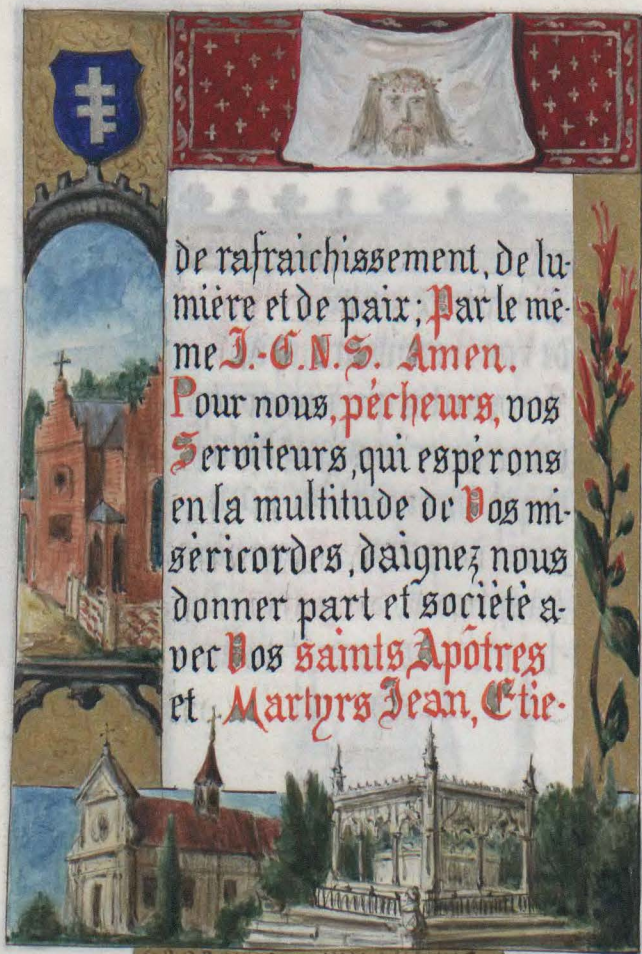 de rafraichissement, de lu-
mière et de paix; Par le mê-
me J.-C. N. S. Amen.
Pour nous, pécheurs, vos
Serviteurs, qui espérons
en la multitude de Vos mi-
séricordes, daignez nous
donner part et société a-
vec Vos saints Apôtres
et Martyrs Jean, Etie-